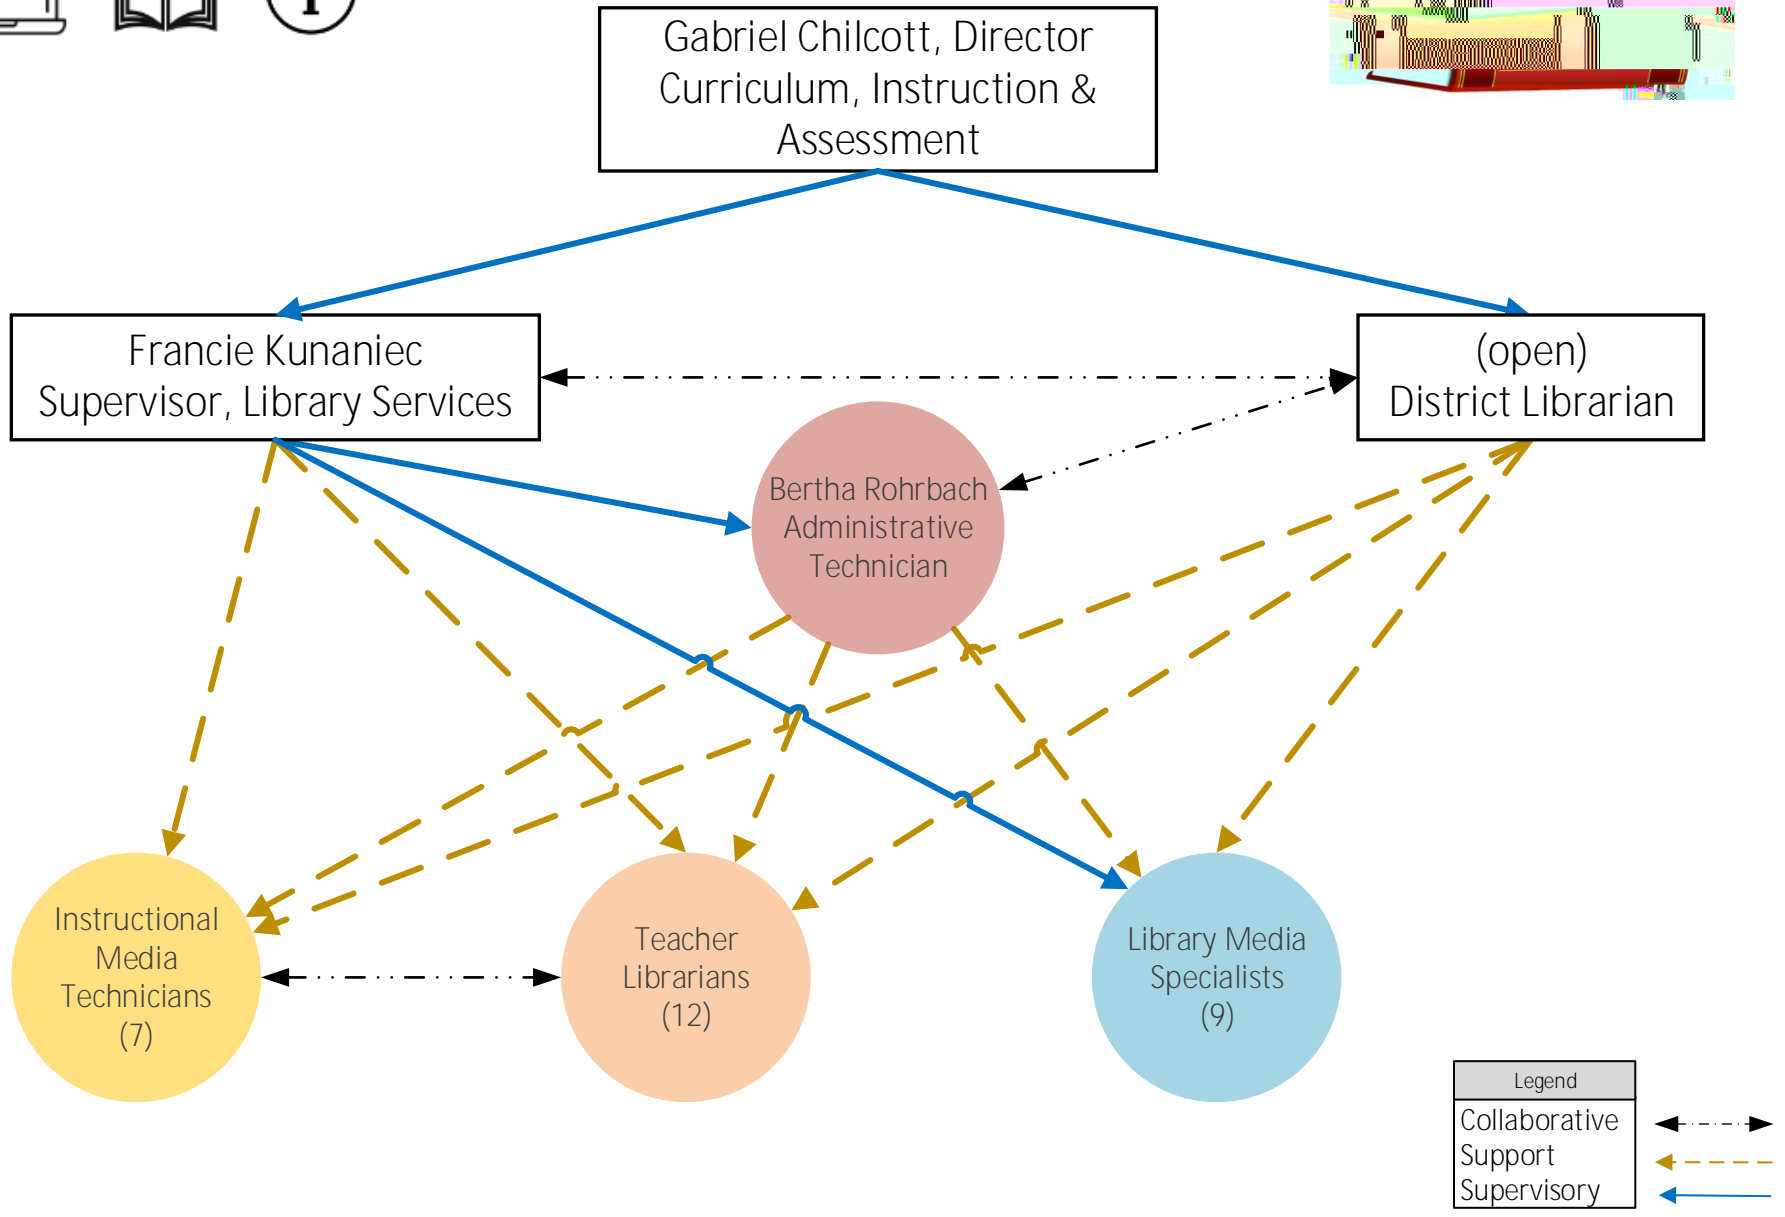 Gabriel Chilcott, Director
Curriculum, Instruction &
Assessment
Francie Kunaniec
Supervisor, Library Services
(open)
District Librarian
Bertha Rohrbach
Administrative
Technician
Instructional
Media
Technicians
(7)
Teacher
Librarians
(12)
Library Media
Specialists
(9)
Legend
Collaborative
Support
Supervisory